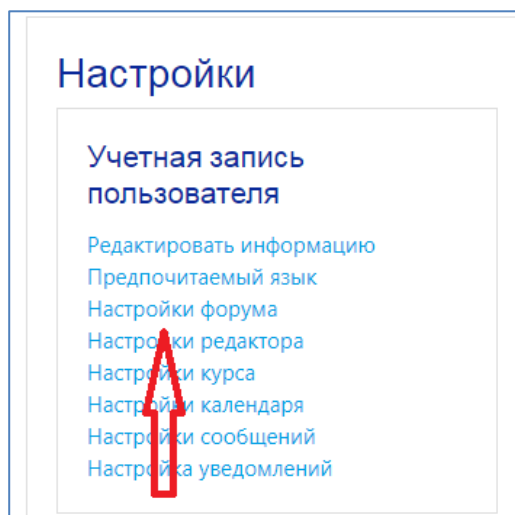 Настройки
Учетная запись
пользователя
Редактировать информацию
Предпочитаемый язык
Настройки форума
Настройки редактора
Настройки курса
Настройки календаря
Настройки сообщений
Настройка уведомлений